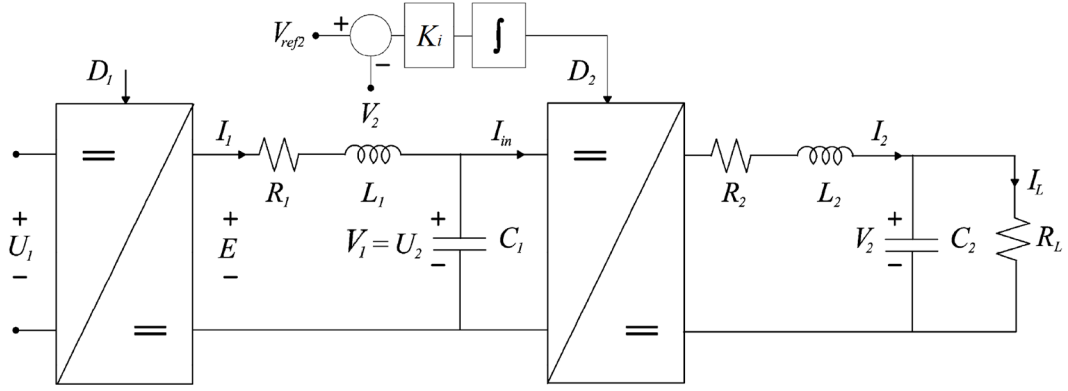 V_ref2 + K_i ∫
−
V_2
D_1 D_2
I_1 I_in I_2
R_1 L_1 R_2 L_2 I_L
+ U_1 − + E − V_1 = U_2 + − C_1 V_2 + − C_2 R_L